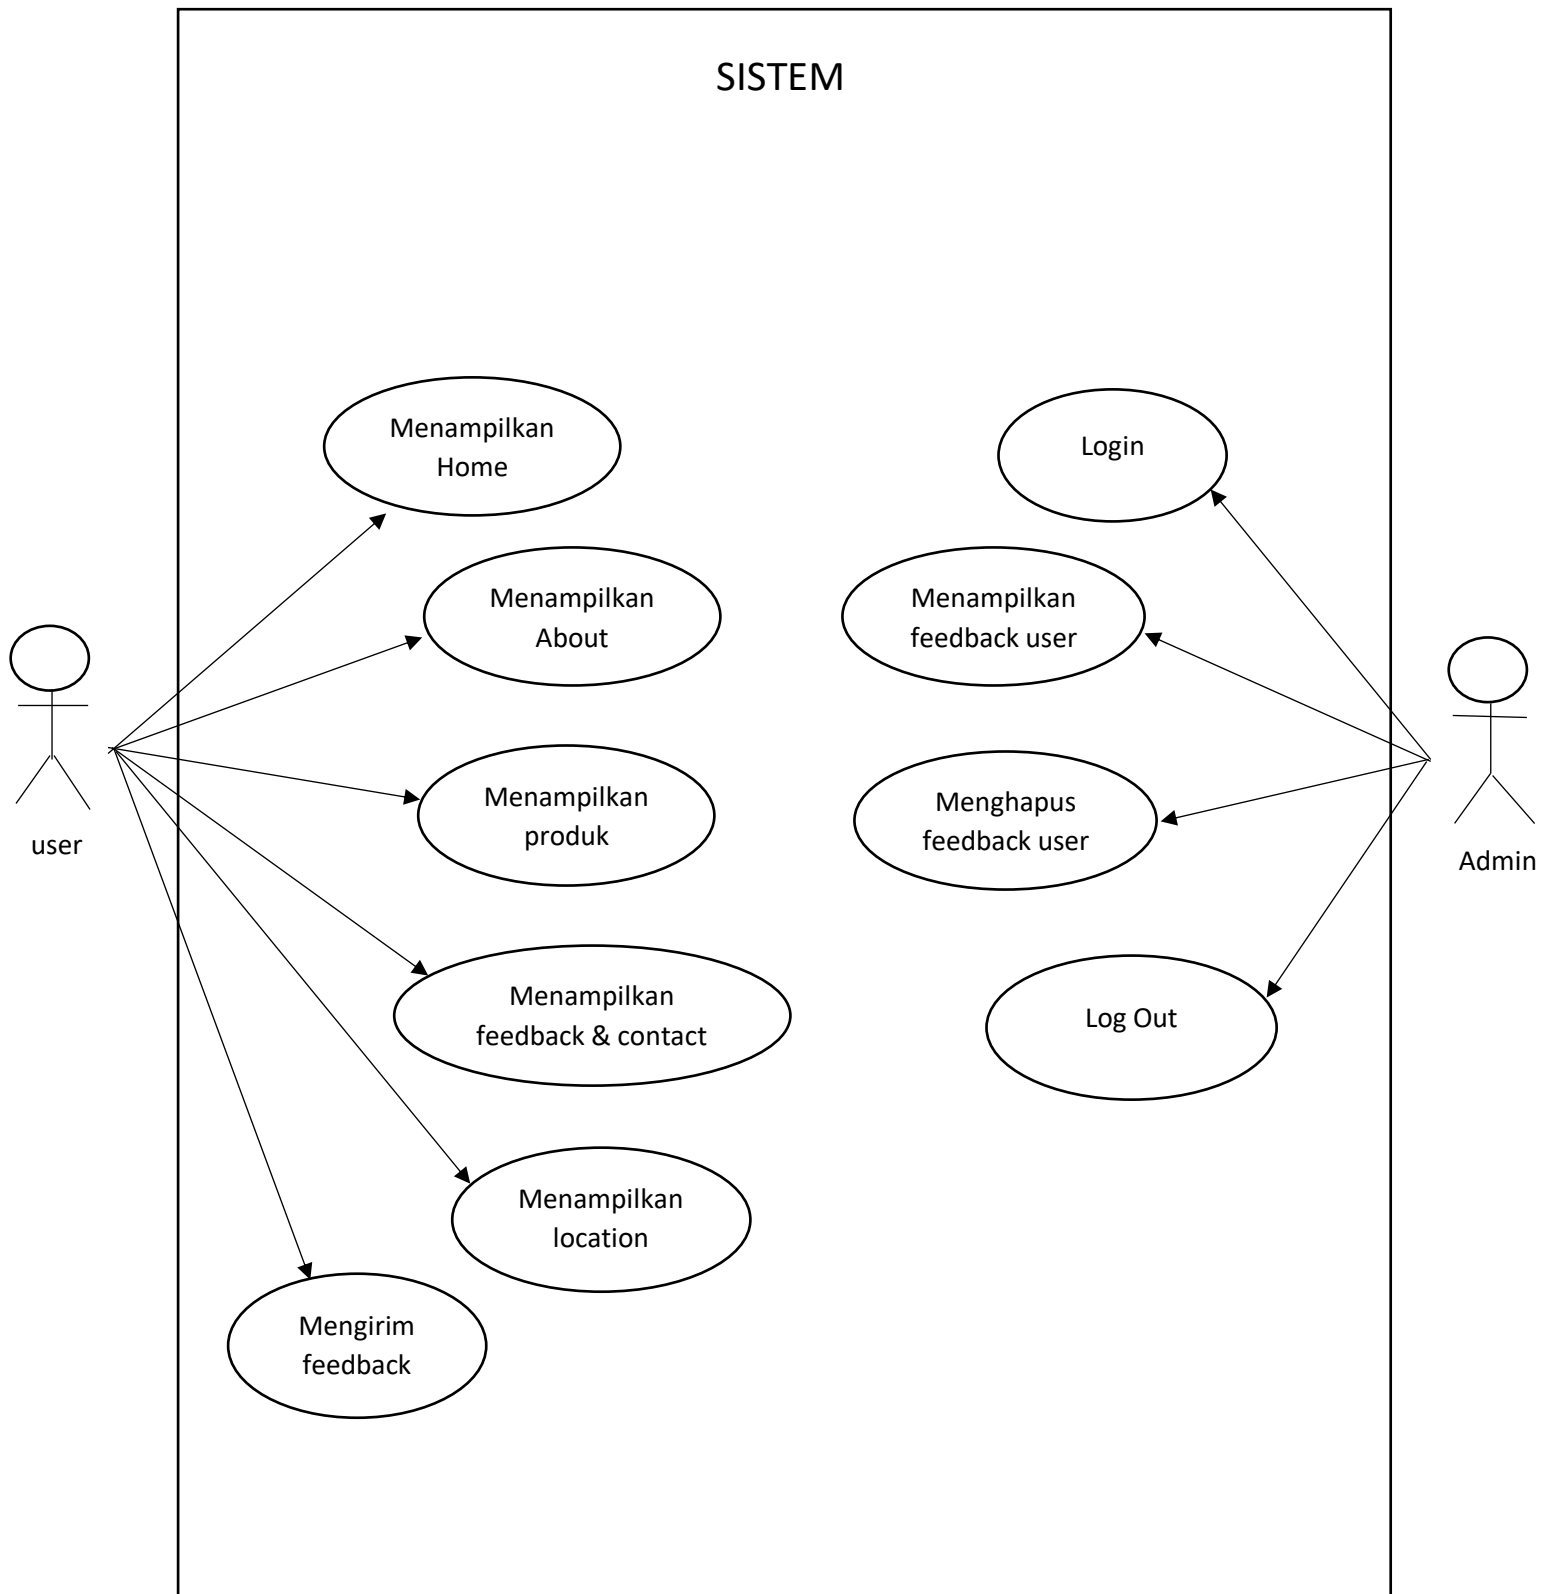 SISTEM
Menampilkan
Home
Login
Menampilkan
About
Menampilkan
feedback user
user
Menampilkan
produk
Menghapus
feedback user
Admin
Menampilkan
feedback & contact
Log Out
Menampilkan
location
Mengirim
feedback